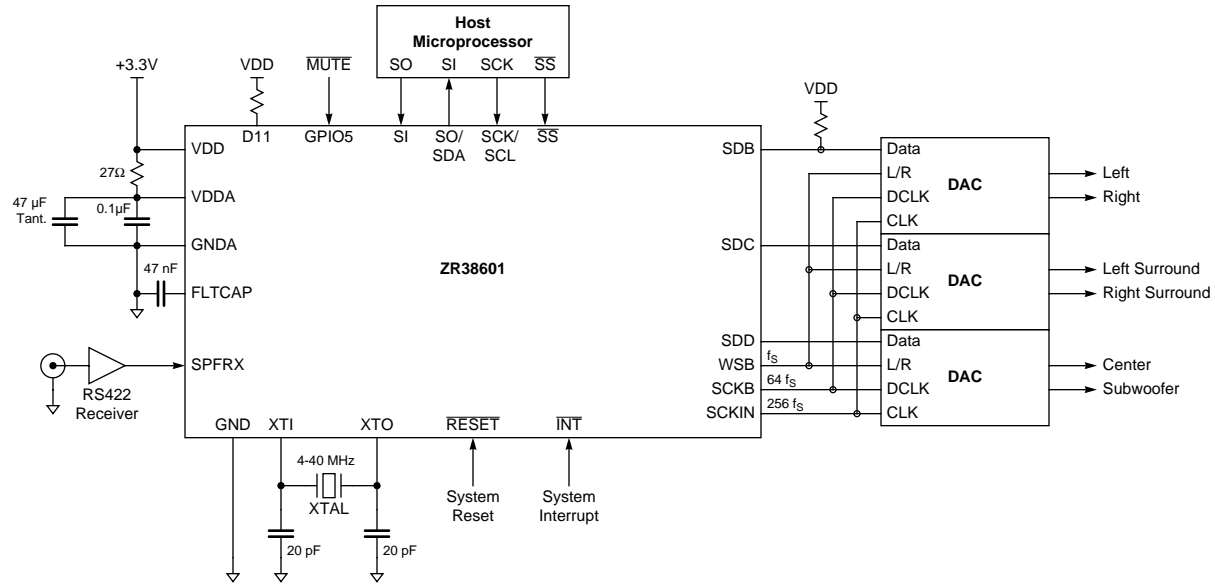 Host
Microprocessor
SO SI SCK SS
+3.3V
VDD
MUTE
VDD
D11
GPIO5
SI
SO/
SDA
SCK/
SCL
SS
VDD
27Ω
VDDA
47 µF
Tant.
0.1µF
GNDA
47 nF
FLTCAP
SPFRX
RS422
Receiver
ZR38601
SDB
SDC
SDD
WSB
fS
SCKB
64 fS
SCKIN
256 fS
Data
L/R
DAC
DCLK
CLK
Left
Right
Data
L/R
DAC
DCLK
CLK
Left Surround
Right Surround
Data
L/R
DAC
DCLK
CLK
Center
Subwoofer
GND
XTI
XTO
RESET
INT
4-40 MHz
XTAL
20 pF
20 pF
System
Reset
System
Interrupt
VDD